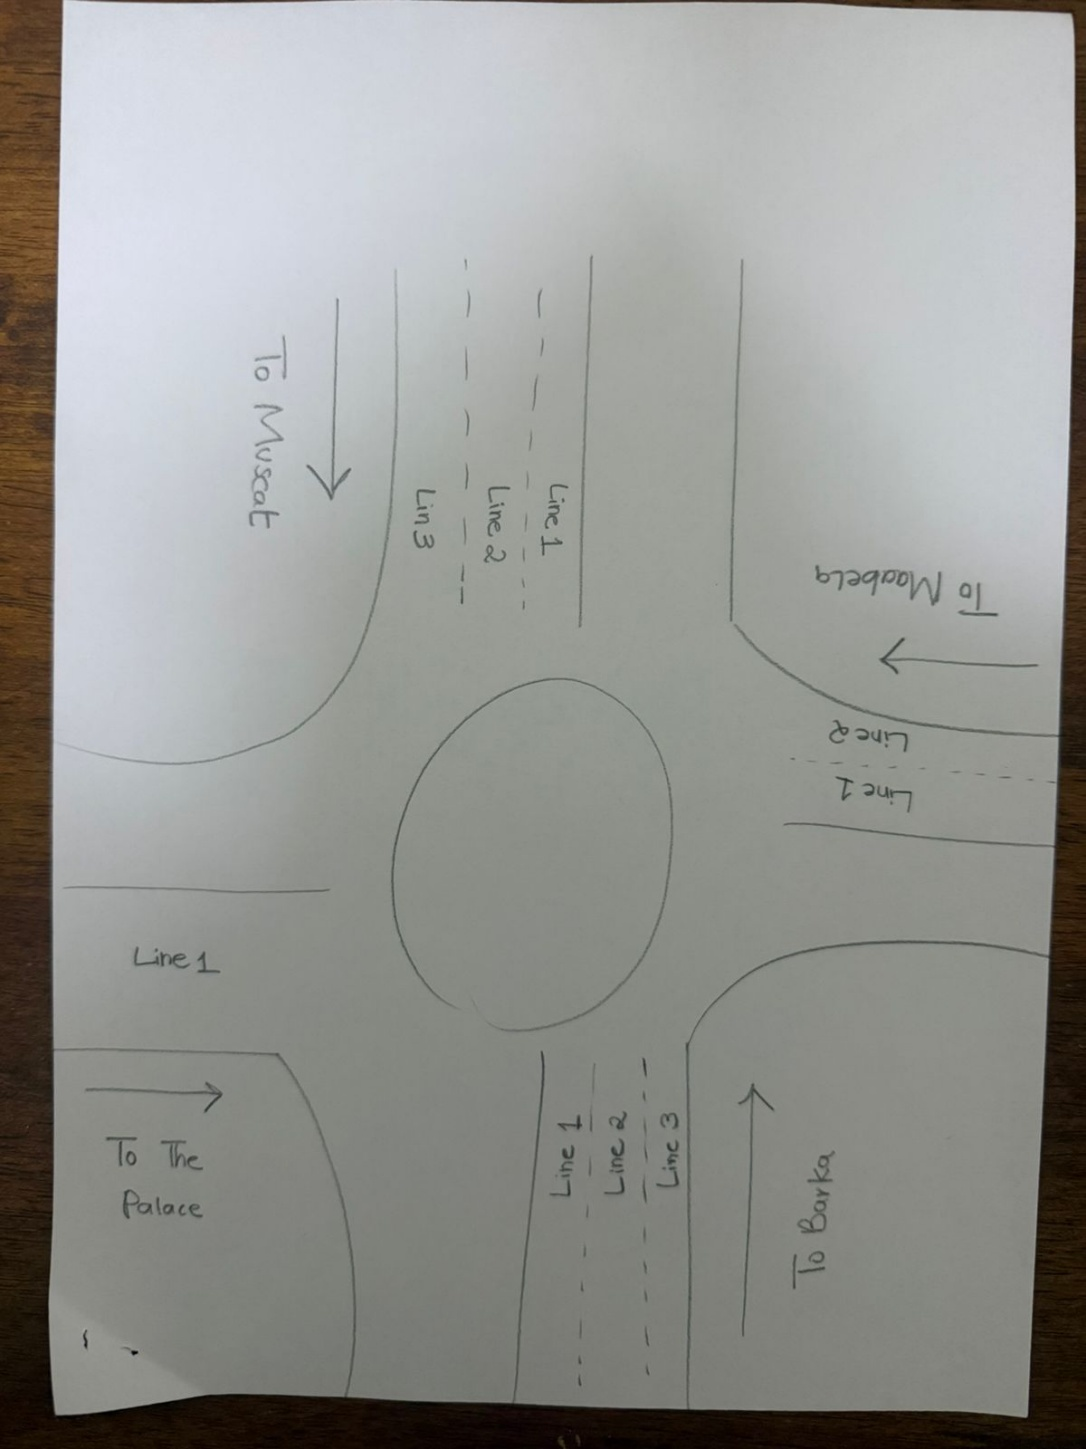 To Muscat
Lin 3
Line 2
Line 1
To Maabela
Line 2
Line 1
Line 1
To The
Palace
Line 1
Line 2
Line 3
To Barka